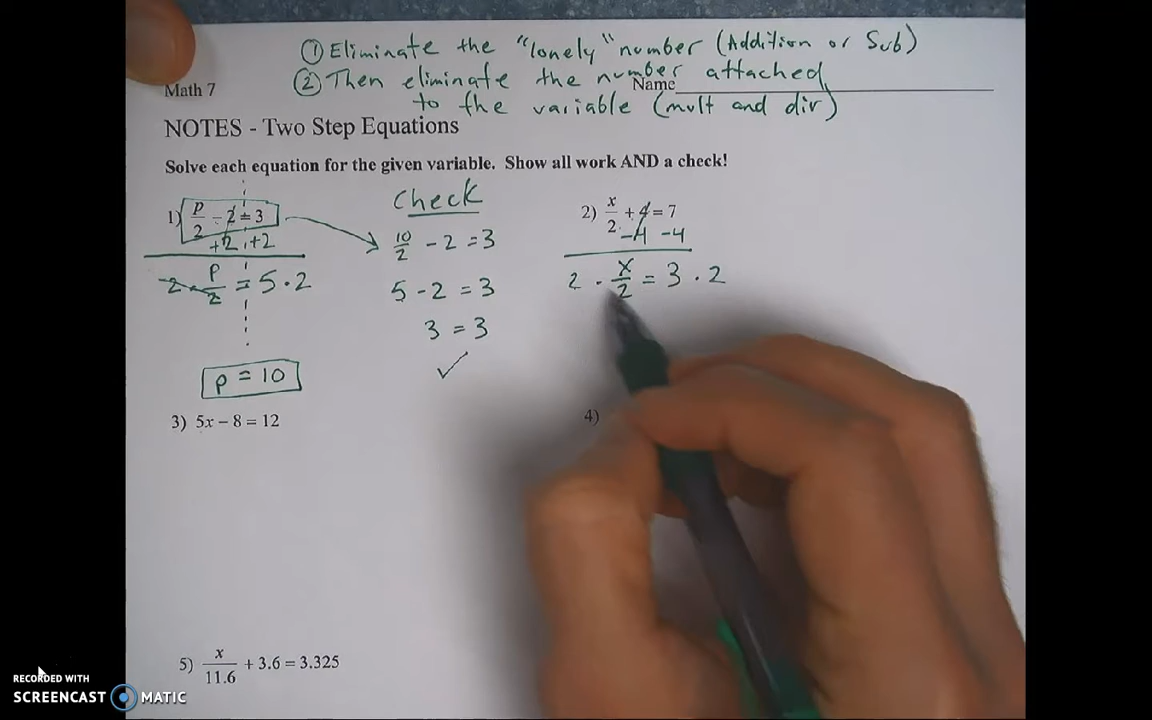 ① Eliminate the "lonely" number (Addition or Sub)
② Then eliminate the number attached
Math 7 Name
to the variable (mult and div)
NOTES - Two Step Equations
Solve each equation for the given variable. Show all work AND a check!
1) p/2 - 2 = 3
+2 +2
2 · p/2 = 5 · 2
p = 10
Check
10/2 - 2 = 3
5 - 2 = 3
3 = 3
✓
2) x/2 + 4 = 7
-4 -4
2 · x/2 = 3 · 2
3) 5x – 8 = 12
4)
5) x/11.6 + 3.6 = 3.325
RECORDED WITH
SCREENCAST MATIC